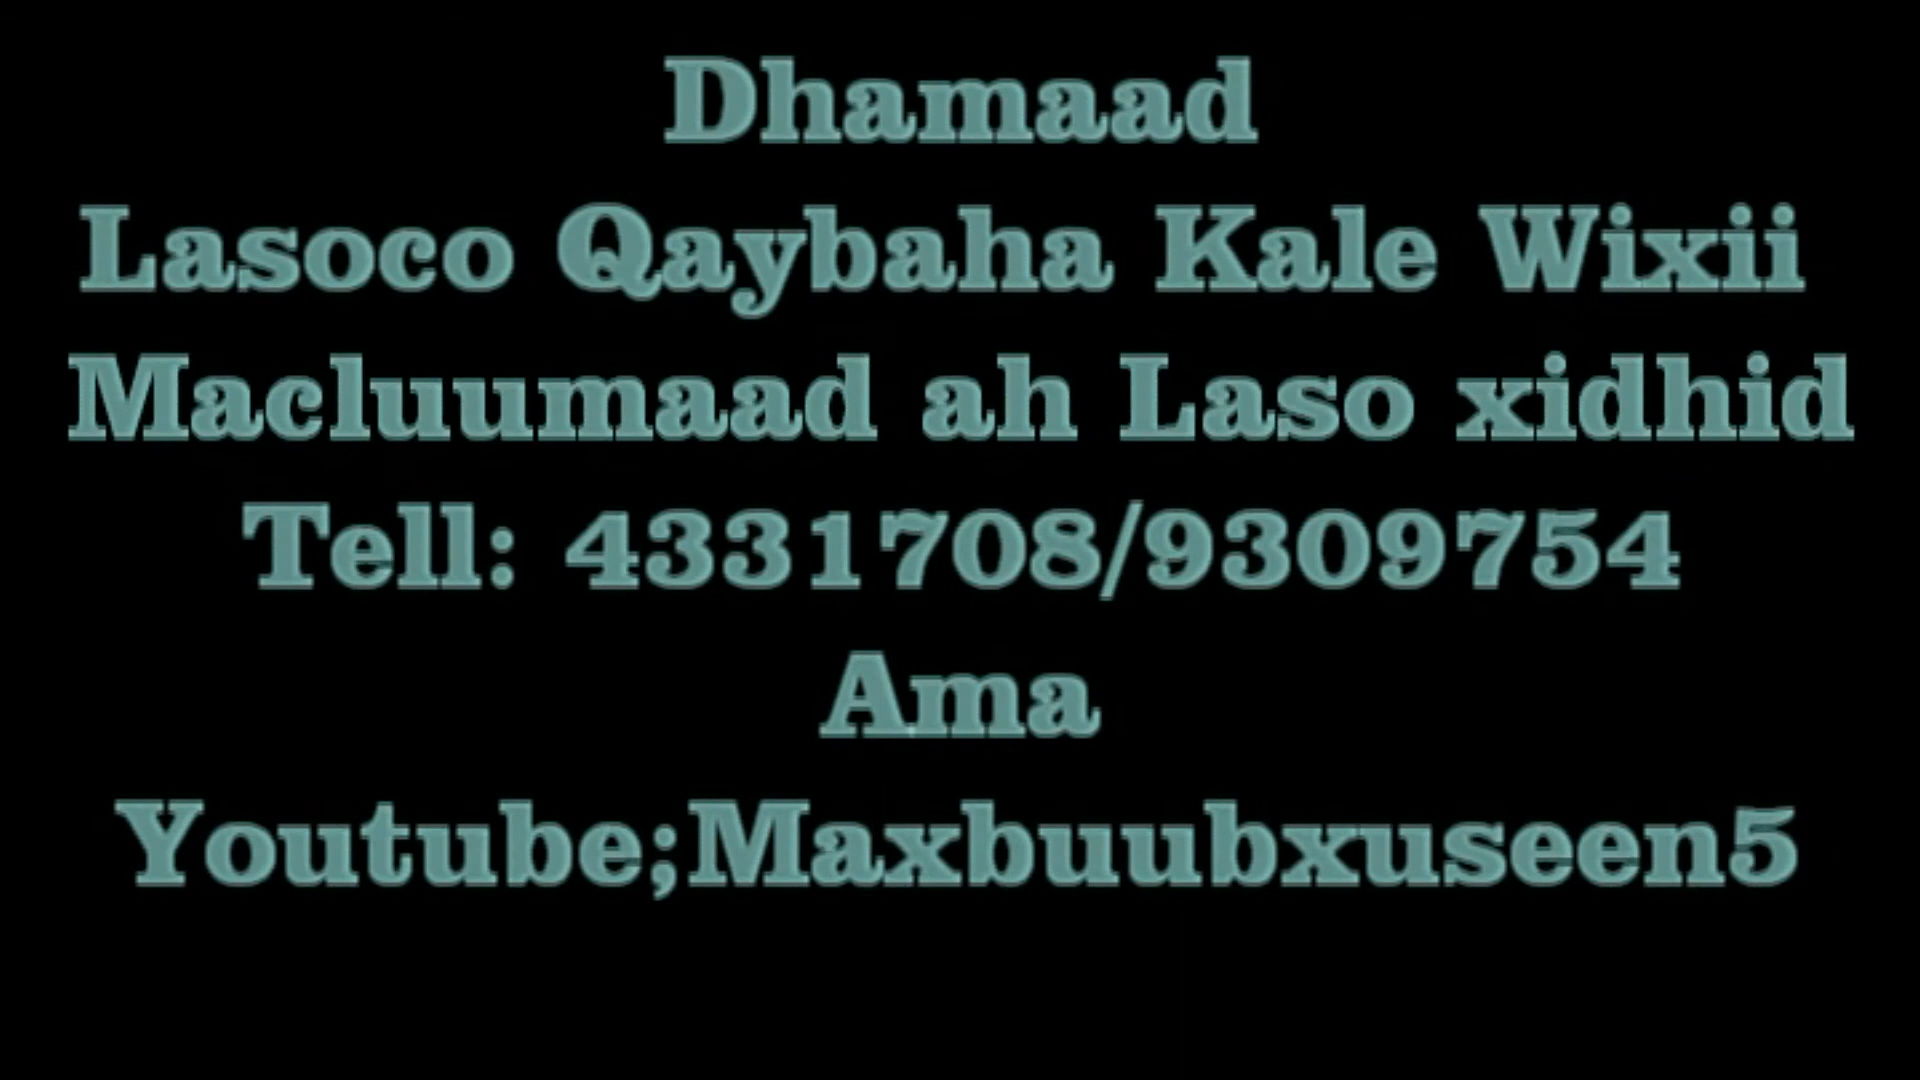 Dhamaad
Lasoco Qaybaha Kale Wixii
Macluumaad ah Laso xidhid
Tell: 4331708/9309754
Ama
Youtube;Maxbuubxuseen5